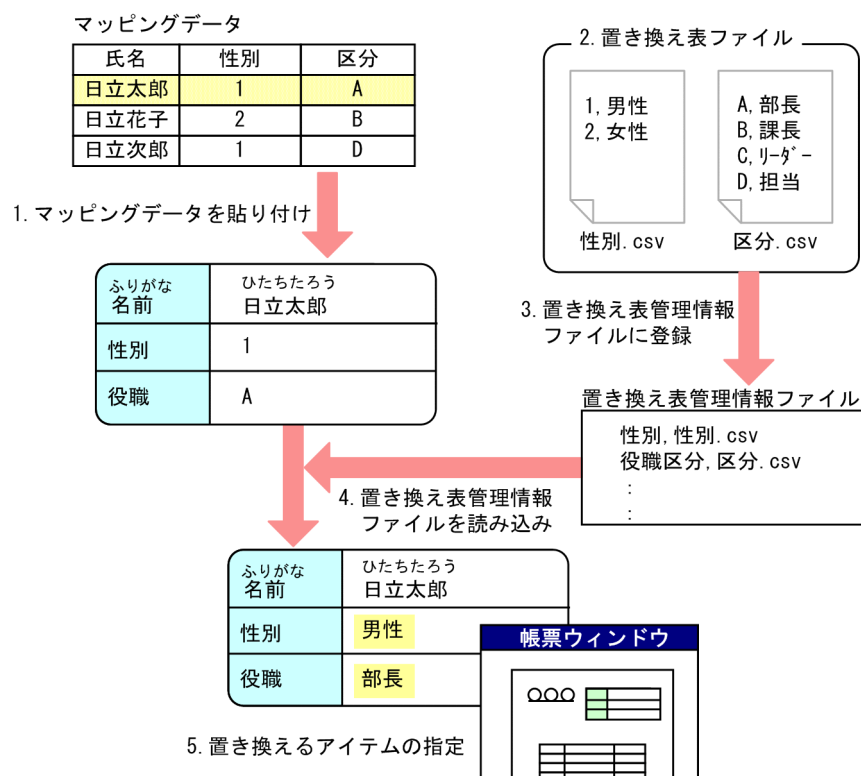 マッピングデータ
氏名 性別 区分
日立太郎 1 A
日立花子 2 B
日立次郎 1 D
1.マッピングデータを貼り付け
ふりがな ひたちたろう
名前 日立太郎
性別 1
役職 A
2.置き換え表ファイル
1,男性
2,女性
性別.csv
A,部長
B,課長
C,ﾘｰﾀﾞｰ
D,担当
区分.csv
3.置き換え表管理情報
ファイルに登録
置き換え表管理情報ファイル
性別,性別.csv
役職区分,区分.csv
:
:
4.置き換え表管理情報
ファイルを読み込み
ふりがな ひたちたろう
名前 日立太郎
性別 男性
役職 部長
帳票ウィンドウ
5.置き換えるアイテムの指定